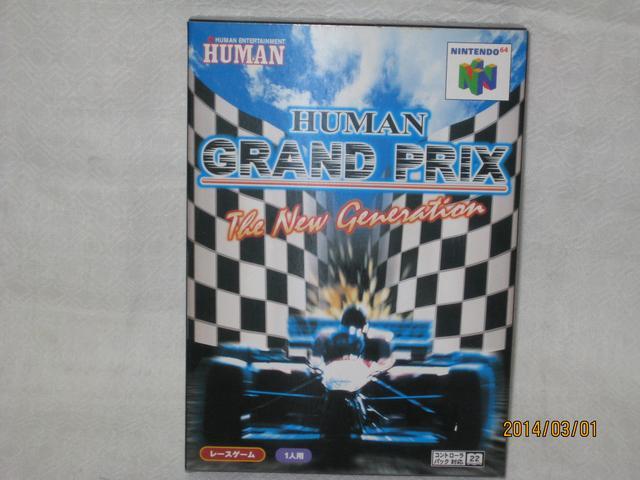 HUMAN ENTERTAINMENT
HUMAN
NINTENDO 64
HUMAN
GRAND PRIX
The New Generation
レースゲーム
1人用
コントローラ
パック対応
22
2014/03/01